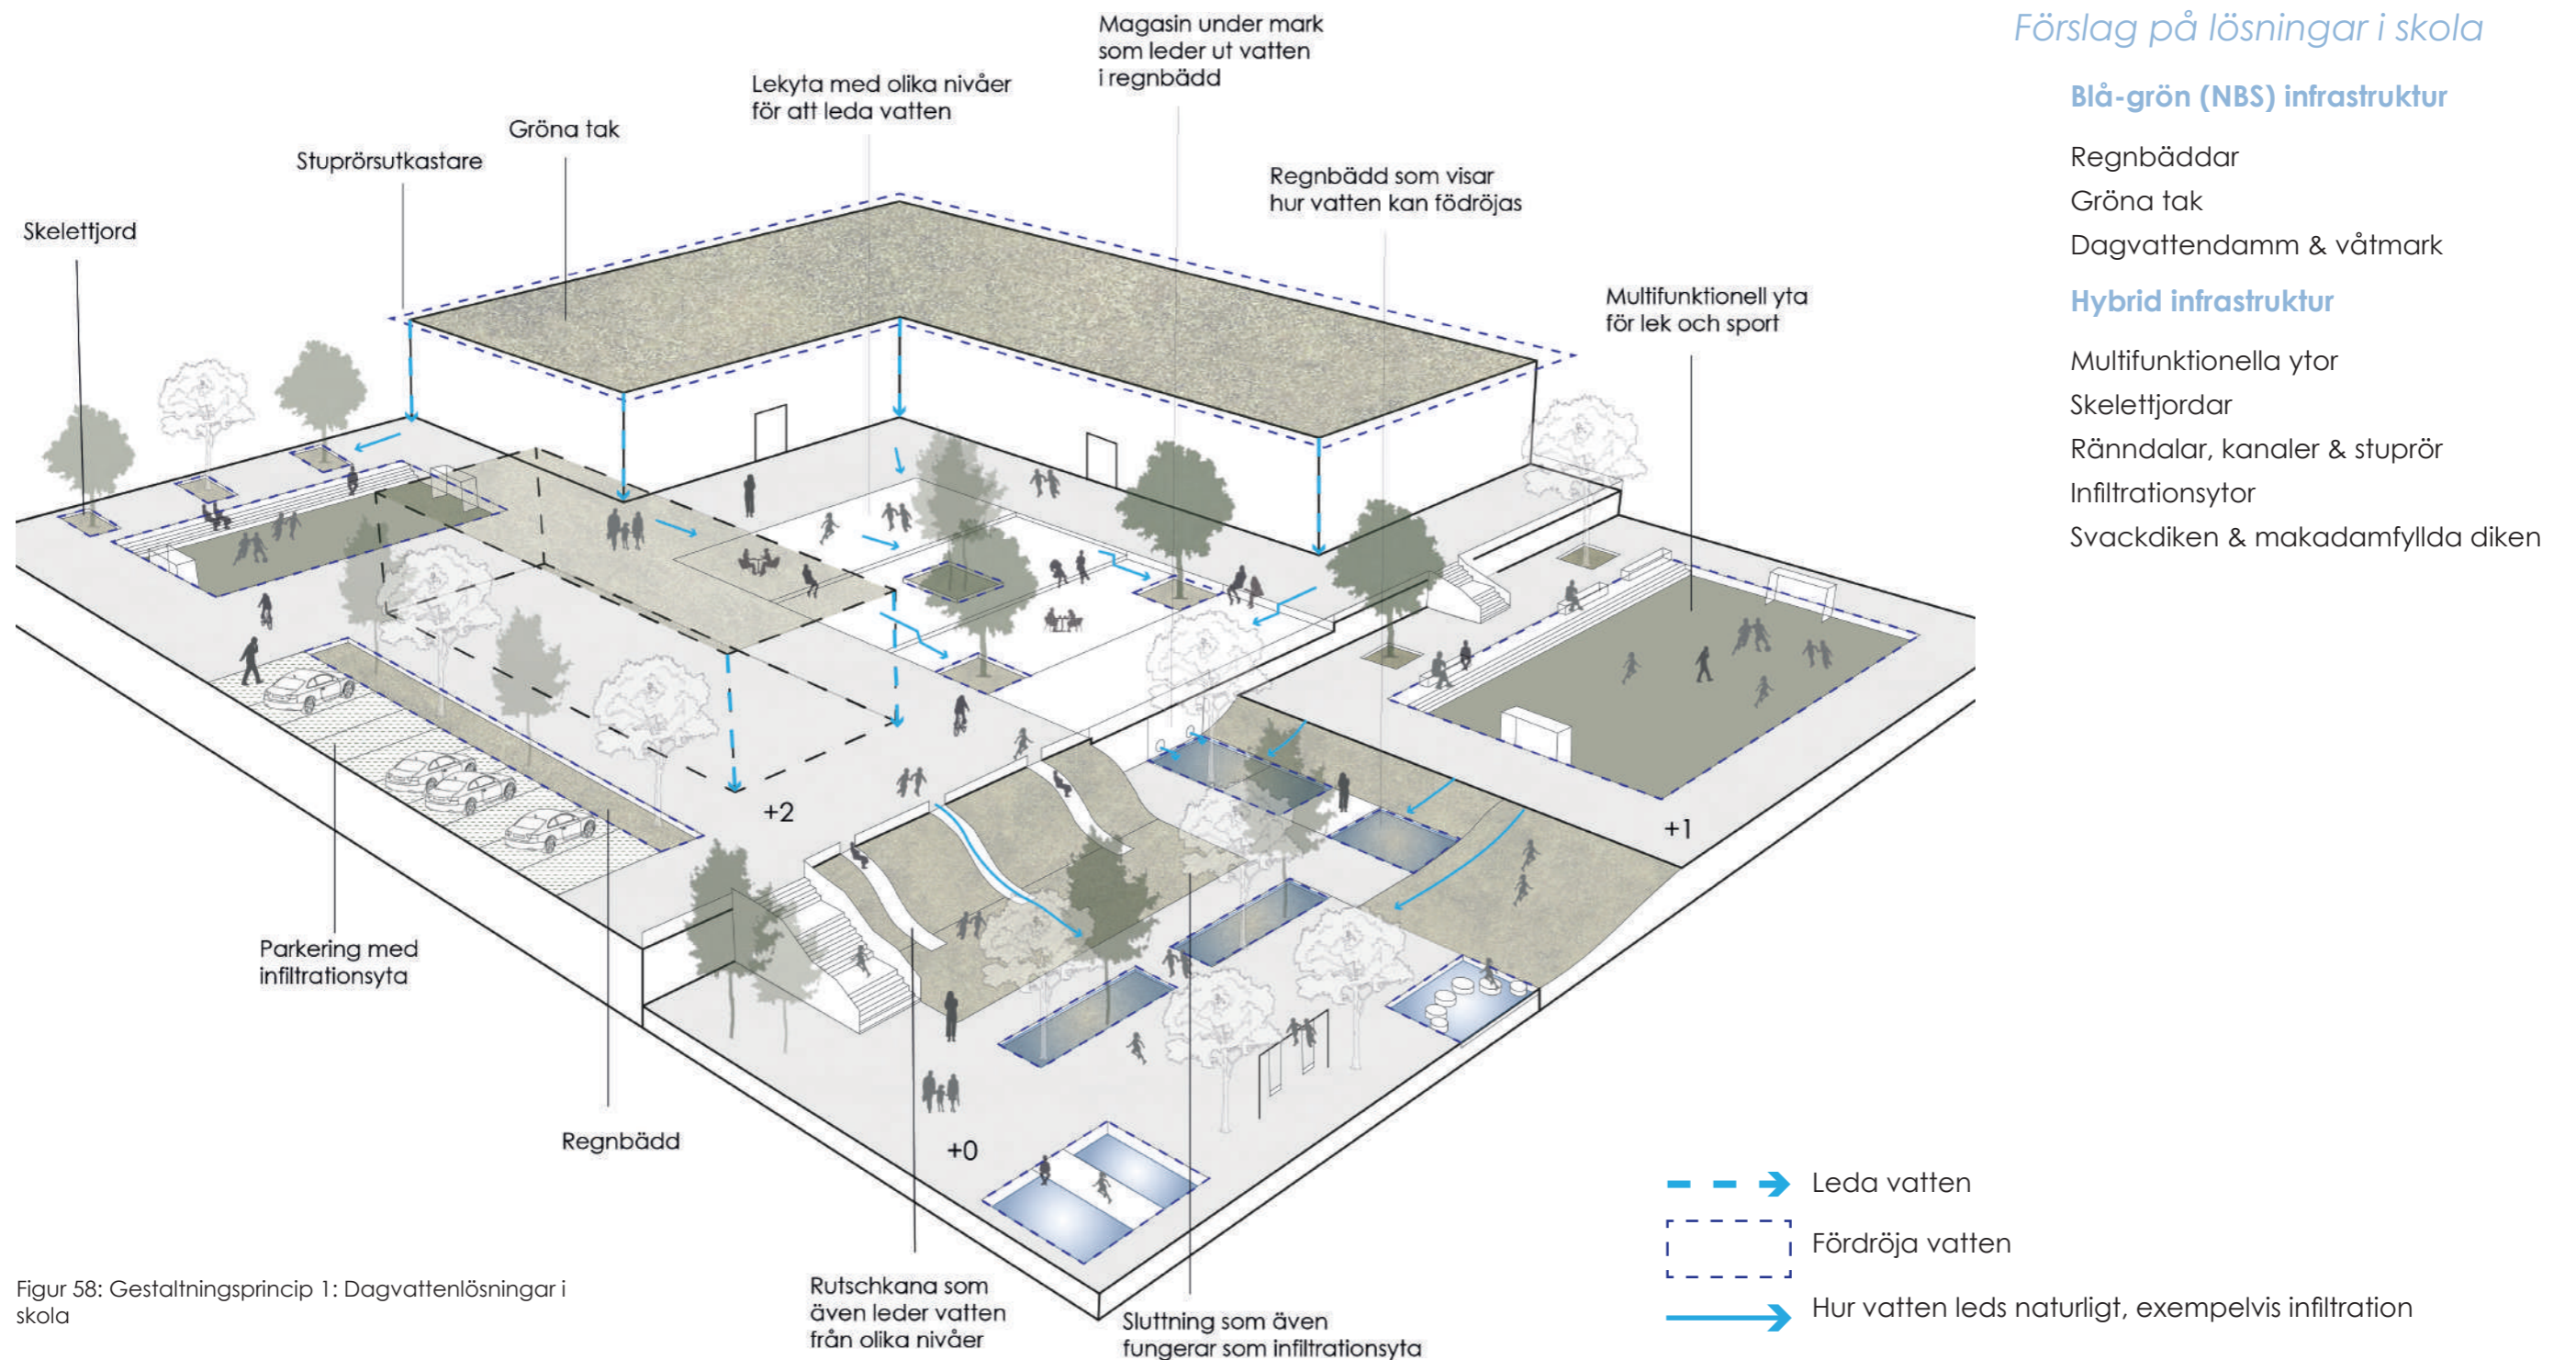 Förslag på lösningar i skola
Blå-grön (NBS) infrastruktur
Regnbäddar
Gröna tak
Dagvattendamm & våtmark
Hybrid infrastruktur
Multifunktionella ytor
Skelettjordar
Ränndalar, kanaler & stuprör
Infiltrationsytor
Svackdiken & makadamfyllda diken
Magasin under mark
som leder ut vatten
i regnbädd
Lekyta med olika nivåer
för att leda vatten
Gröna tak
Stuprörsutkastare
Skelettjord
Regnbädd som visar
hur vatten kan födröjas
Multifunktionell yta
för lek och sport
+2
+1
+0
Parkering med
infiltrationsyta
Regnbädd
Rutschkana som
även leder vatten
från olika nivåer
Sluttning som även
fungerar som infiltrationsyta
Leda vatten
Fördröja vatten
Hur vatten leds naturligt, exempelvis infiltration
Figur 58: Gestaltningsprincip 1: Dagvattenlösningar i
skola